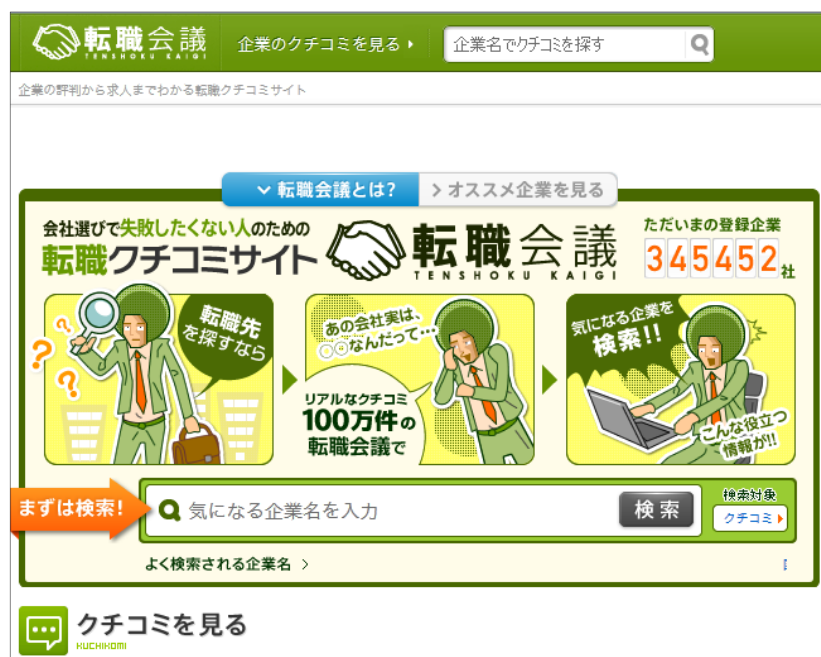 転職会議
TENSHOKU KAIGI
企業のクチコミを見る
企業名でクチコミを探す
企業の評判から求人までわかる転職クチコミサイト
転職会議とは?
オススメ企業を見る
会社選びで失敗したくない人のための
転職クチコミサイト
転職会議
TENSHOKU KAIGI
ただいまの登録企業
345452社
転職先
を探すなら
???
あの会社実は、
○○なんだって…
リアルなクチコミ
100万件の
転職会議で
気になる企業を
検索!!
こんな役立つ
情報が!!
まずは検索!
気になる企業名を入力
検索
検索対象
クチコミ
よく検索される企業名 >
クチコミを見る
KUCHIKOMI